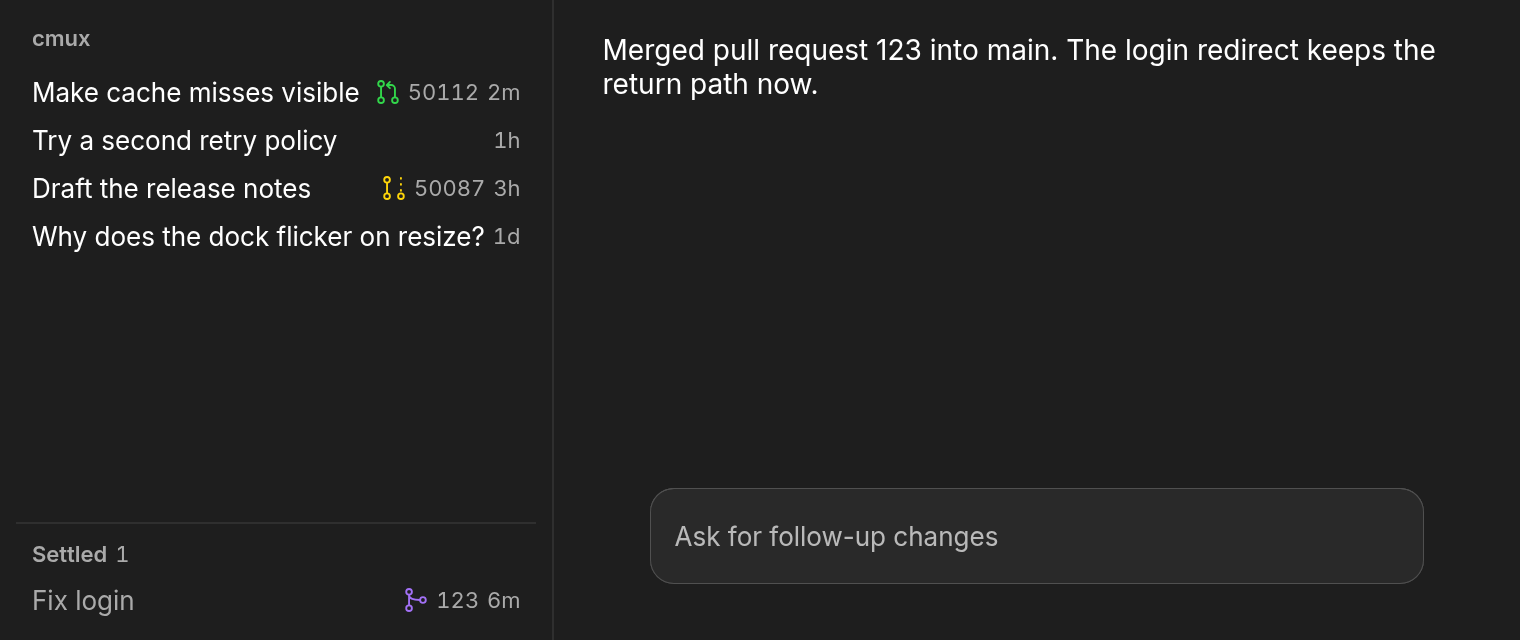 cmux
Make cache misses visible 50112 2m
Try a second retry policy 1h
Draft the release notes 50087 3h
Why does the dock flicker on resize? 1d
Settled 1
Fix login 123 6m
Merged pull request 123 into main. The login redirect keeps the
return path now.
Ask for follow-up changes